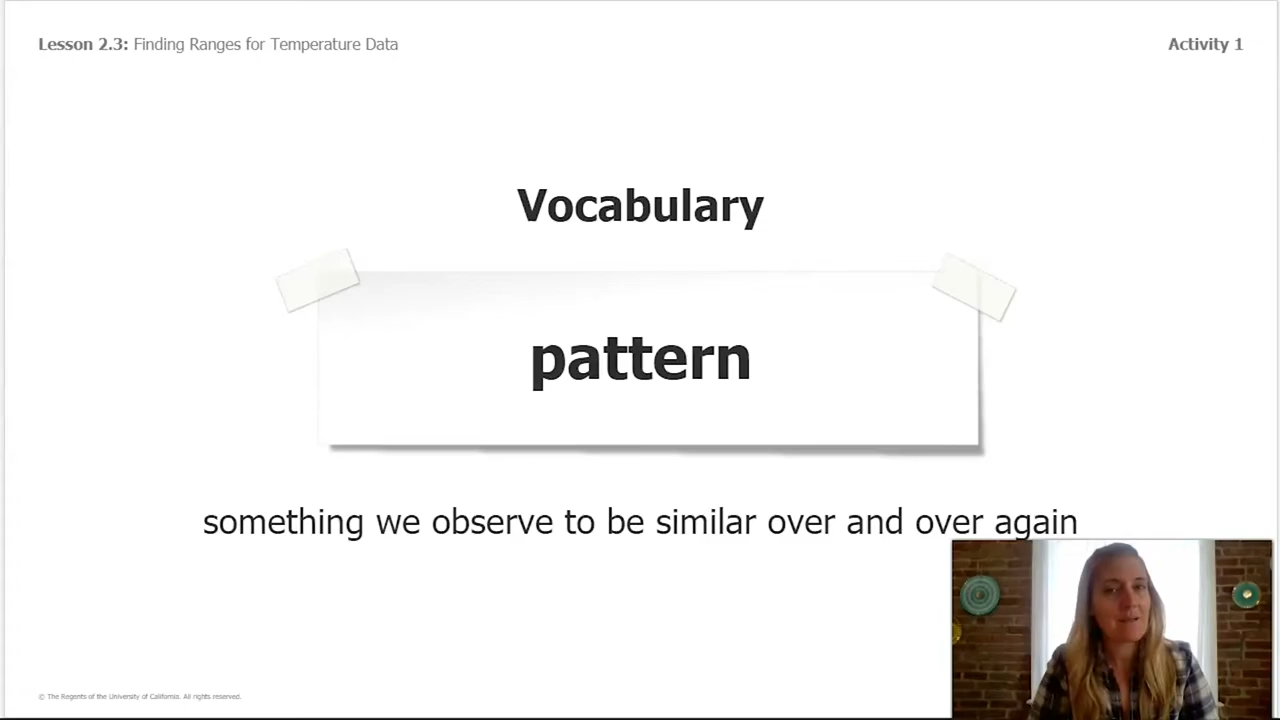 Lesson 2.3: Finding Ranges for Temperature Data
Activity 1
Vocabulary
pattern
something we observe to be similar over and over again
© The Regents of the University of California. All rights reserved.